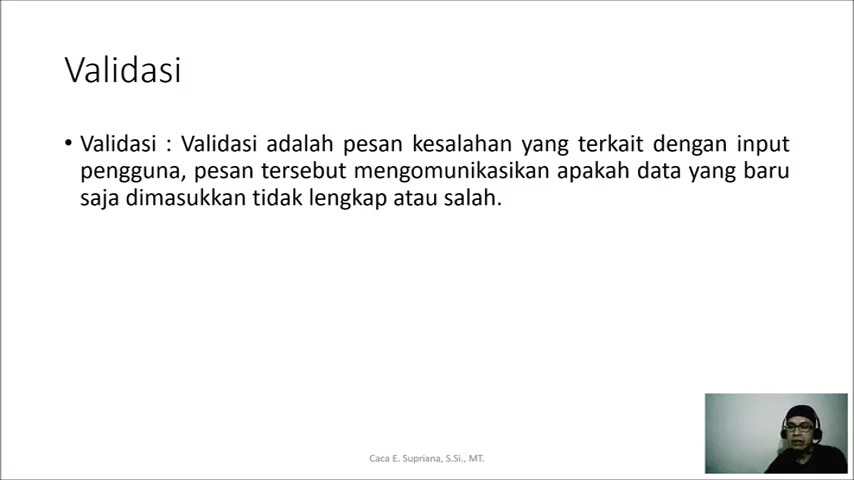 Validasi
• Validasi : Validasi adalah pesan kesalahan yang terkait dengan input
pengguna, pesan tersebut mengomunikasikan apakah data yang baru
saja dimasukkan tidak lengkap atau salah.
Caca E. Supriana, S.Si., MT.